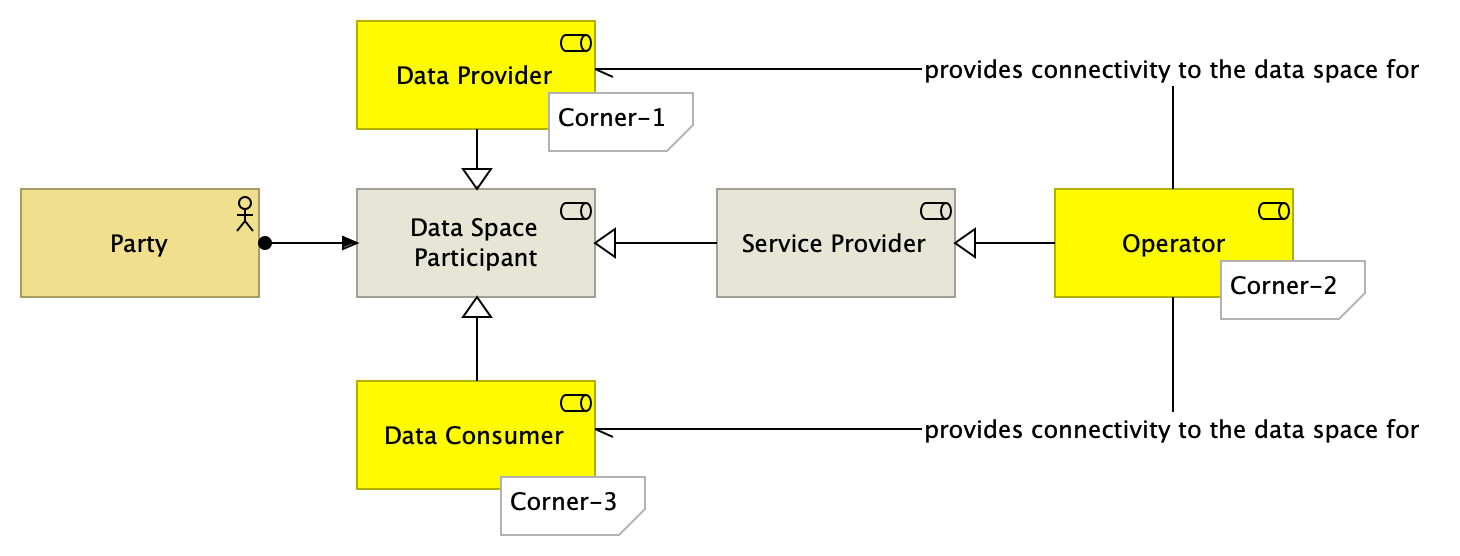 Data Provider
provides connectivity to the data space for
Corner-1
Party
Data Space
Participant
Service Provider
Operator
Corner-2
Data Consumer
provides connectivity to the data space for
Corner-3